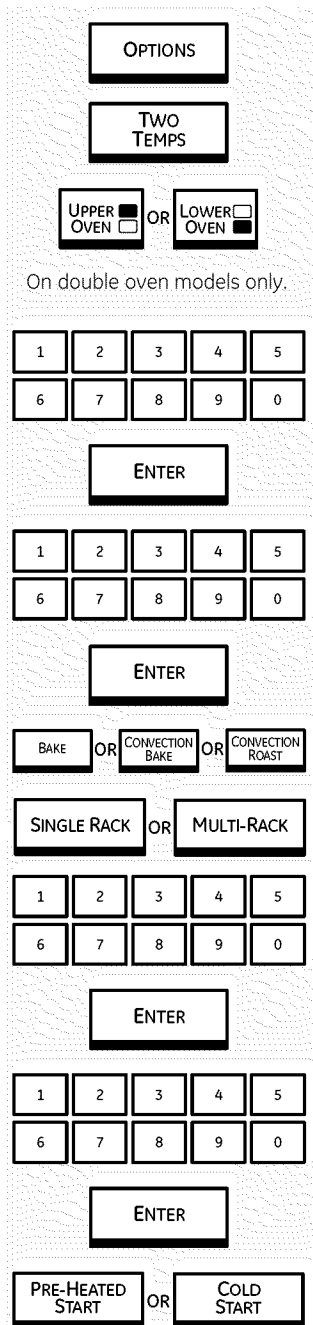 OPTIONS
TWO
TEMPS
UPPER OVEN OR LOWER OVEN
On double oven models only.
1 2 3 4 5
6 7 8 9 0
ENTER
1 2 3 4 5
6 7 8 9 0
ENTER
BAKE OR CONVECTION BAKE OR CONVECTION ROAST
SINGLE RACK OR MULTI-RACK
1 2 3 4 5
6 7 8 9 0
ENTER
1 2 3 4 5
6 7 8 9 0
ENTER
PRE-HEATED START OR COLD START